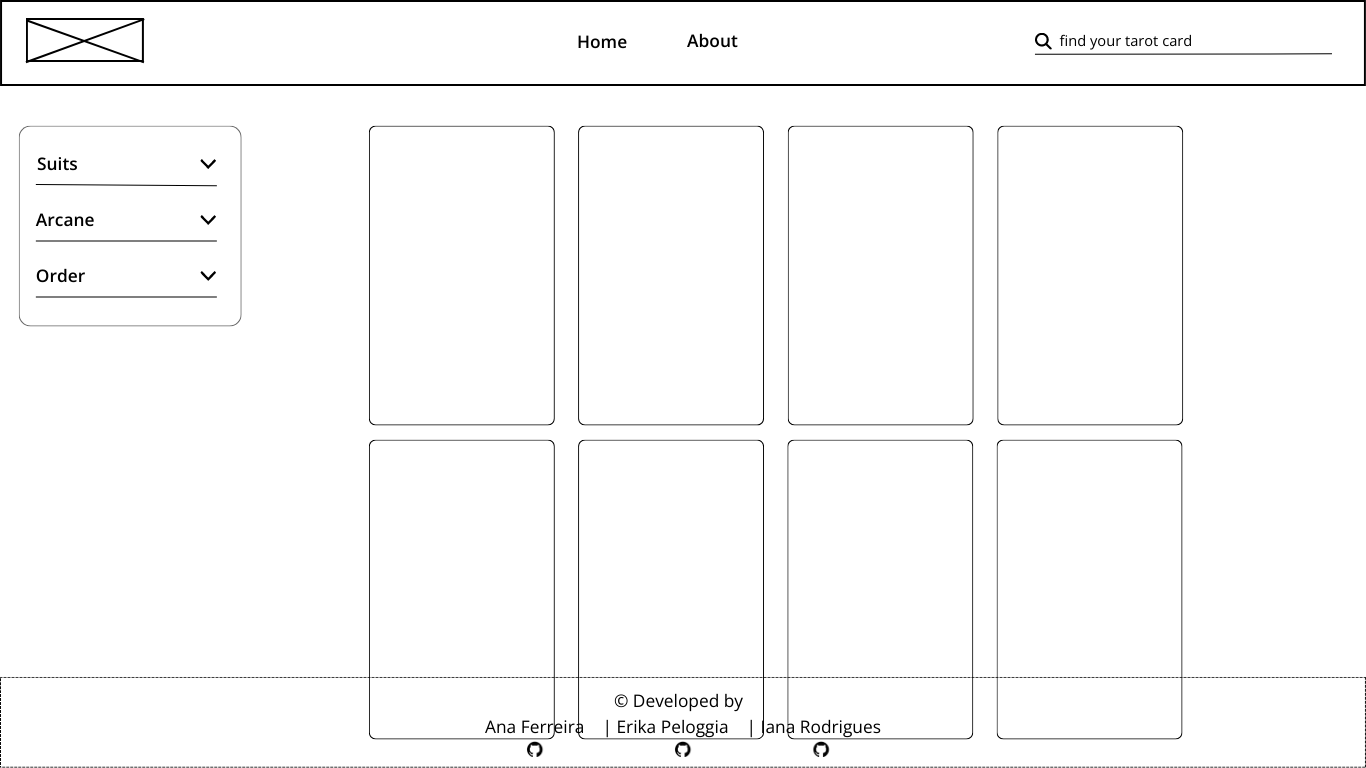 Home
About
find your tarot card
Suits
Arcane
Order
© Developed by
Ana Ferreira | Erika Peloggia | Iana Rodrigues